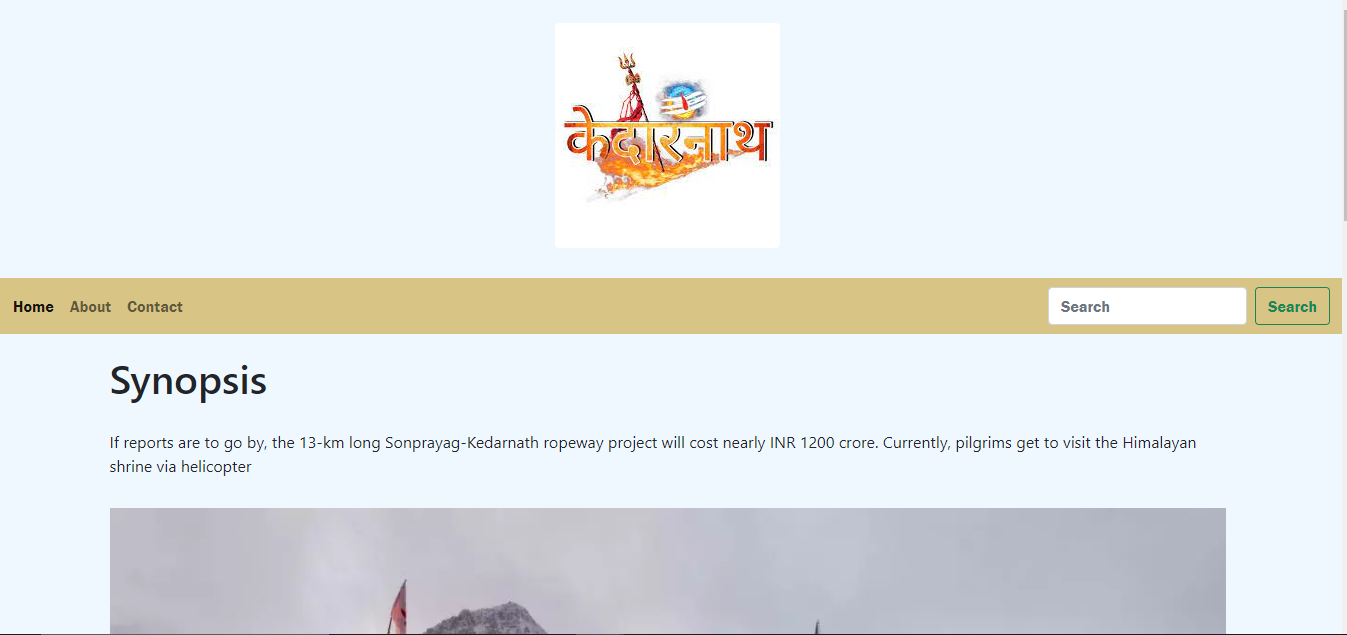 केदारनाथ
Home About Contact Search Search
Synopsis
If reports are to go by, the 13-km long Sonprayag-Kedarnath ropeway project will cost nearly INR 1200 crore. Currently, pilgrims get to visit the Himalayan
shrine via helicopter